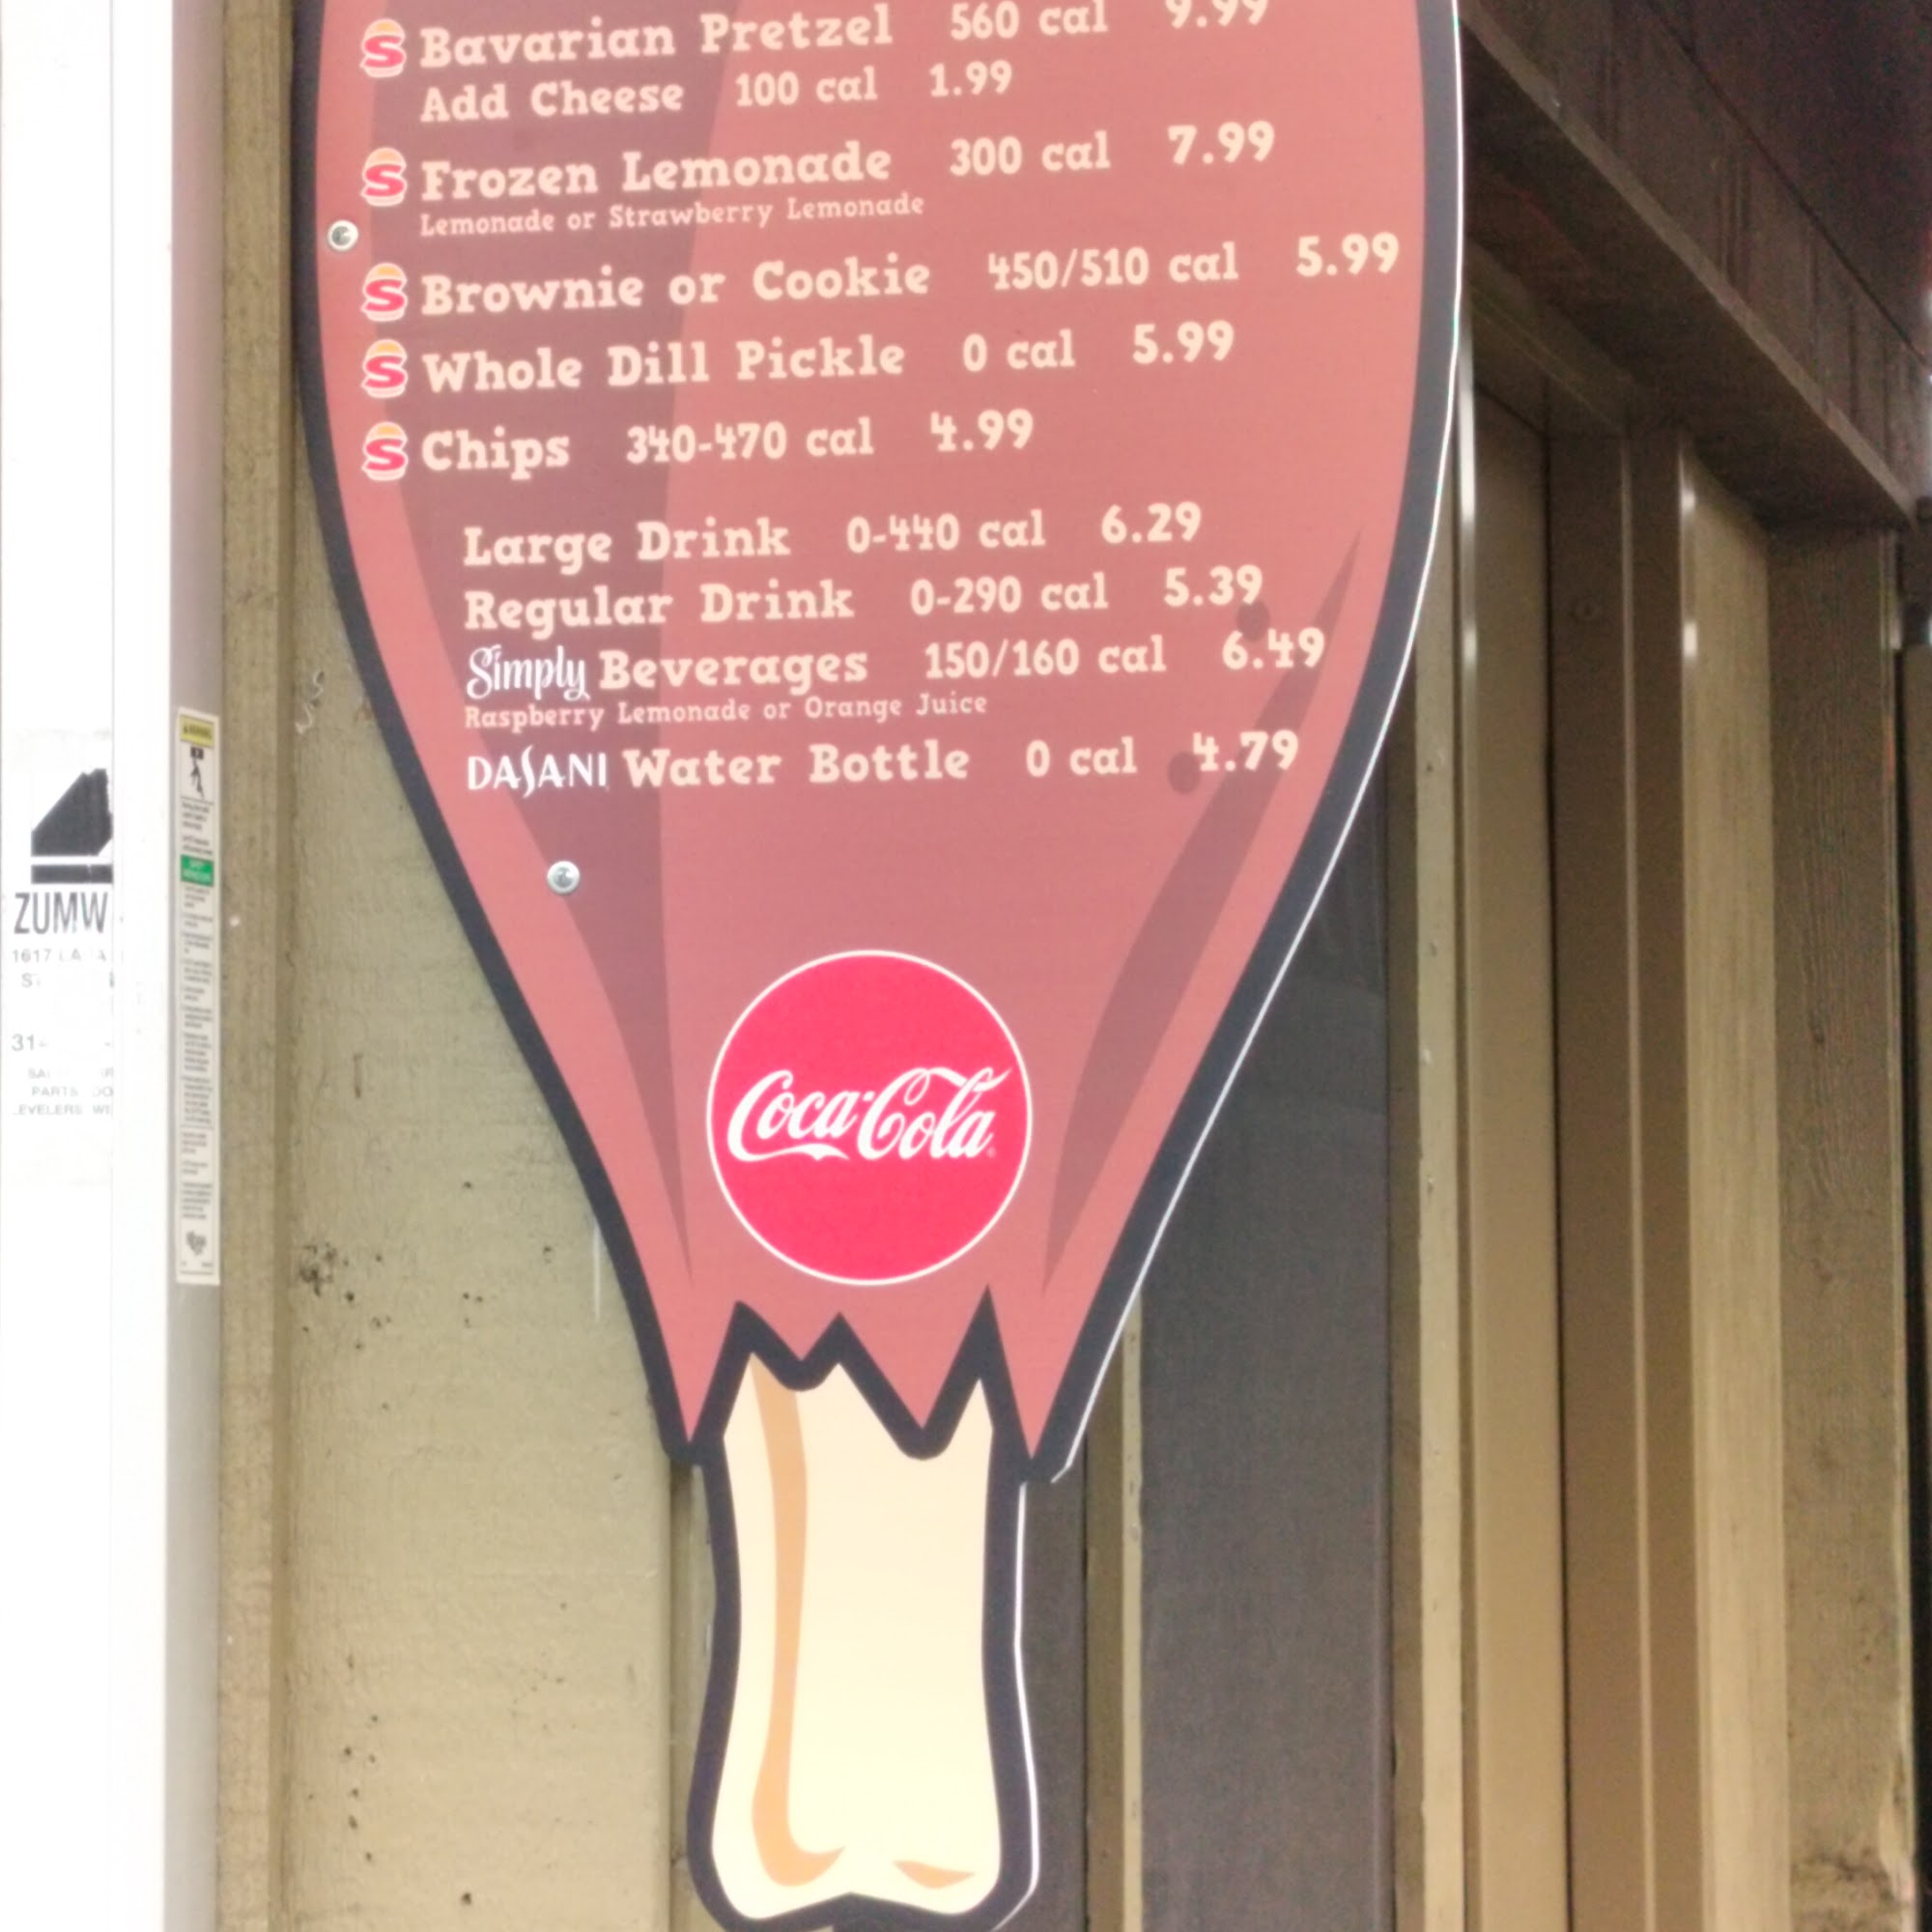 S Bavarian Pretzel 560 cal 9.99
Add Cheese 100 cal 1.99
S Frozen Lemonade 300 cal 7.99
Lemonade or Strawberry Lemonade
S Brownie or Cookie 450/510 cal 5.99
S Whole Dill Pickle 0 cal 5.99
S Chips 340-470 cal 4.99
Large Drink 0-440 cal 6.29
Regular Drink 0-290 cal 5.39
Simply Beverages 150/160 cal 6.49
Raspberry Lemonade or Orange Juice
DASANI Water Bottle 0 cal 4.79
Coca-Cola
ZUMW
1617
PARTS DO